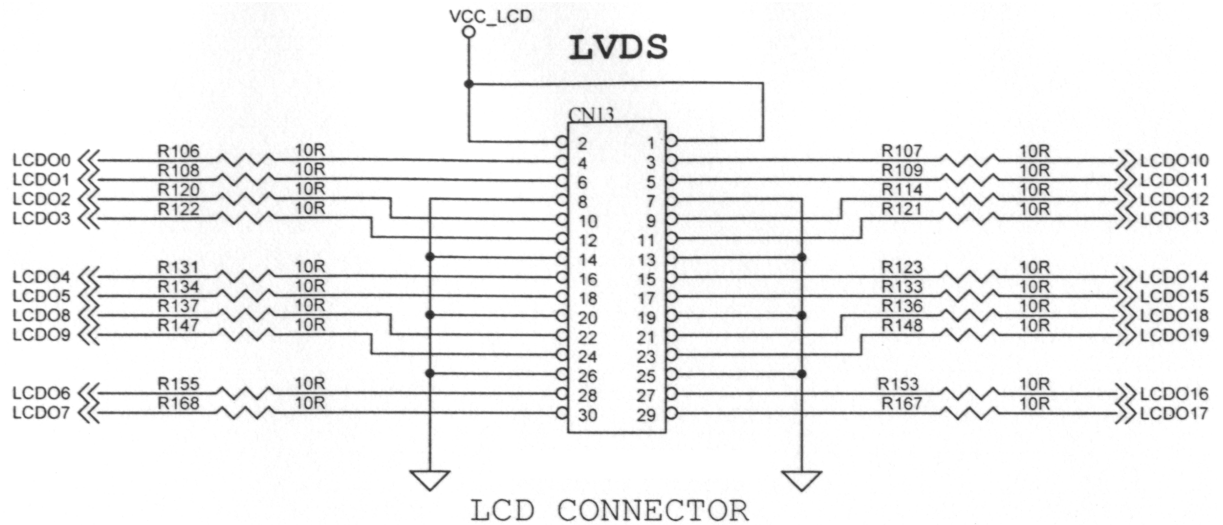 VCC_LCD
LVDS
CN13
2 1
LCDO0 R106 10R 4 3 R107 10R LCDO10
LCDO1 R108 10R 6 5 R109 10R LCDO11
LCDO2 R120 10R 8 7 R114 10R LCDO12
LCDO3 R122 10R 10 9 R121 10R LCDO13
12 11
14 13
LCDO4 R131 10R 16 15 R123 10R LCDO14
LCDO5 R134 10R 18 17 R133 10R LCDO15
LCDO8 R137 10R 20 19 R136 10R LCDO18
LCDO9 R147 10R 22 21 R148 10R LCDO19
24 23
26 25
LCDO6 R155 10R 28 27 R153 10R LCDO16
LCDO7 R168 10R 30 29 R167 10R LCDO17
LCD CONNECTOR